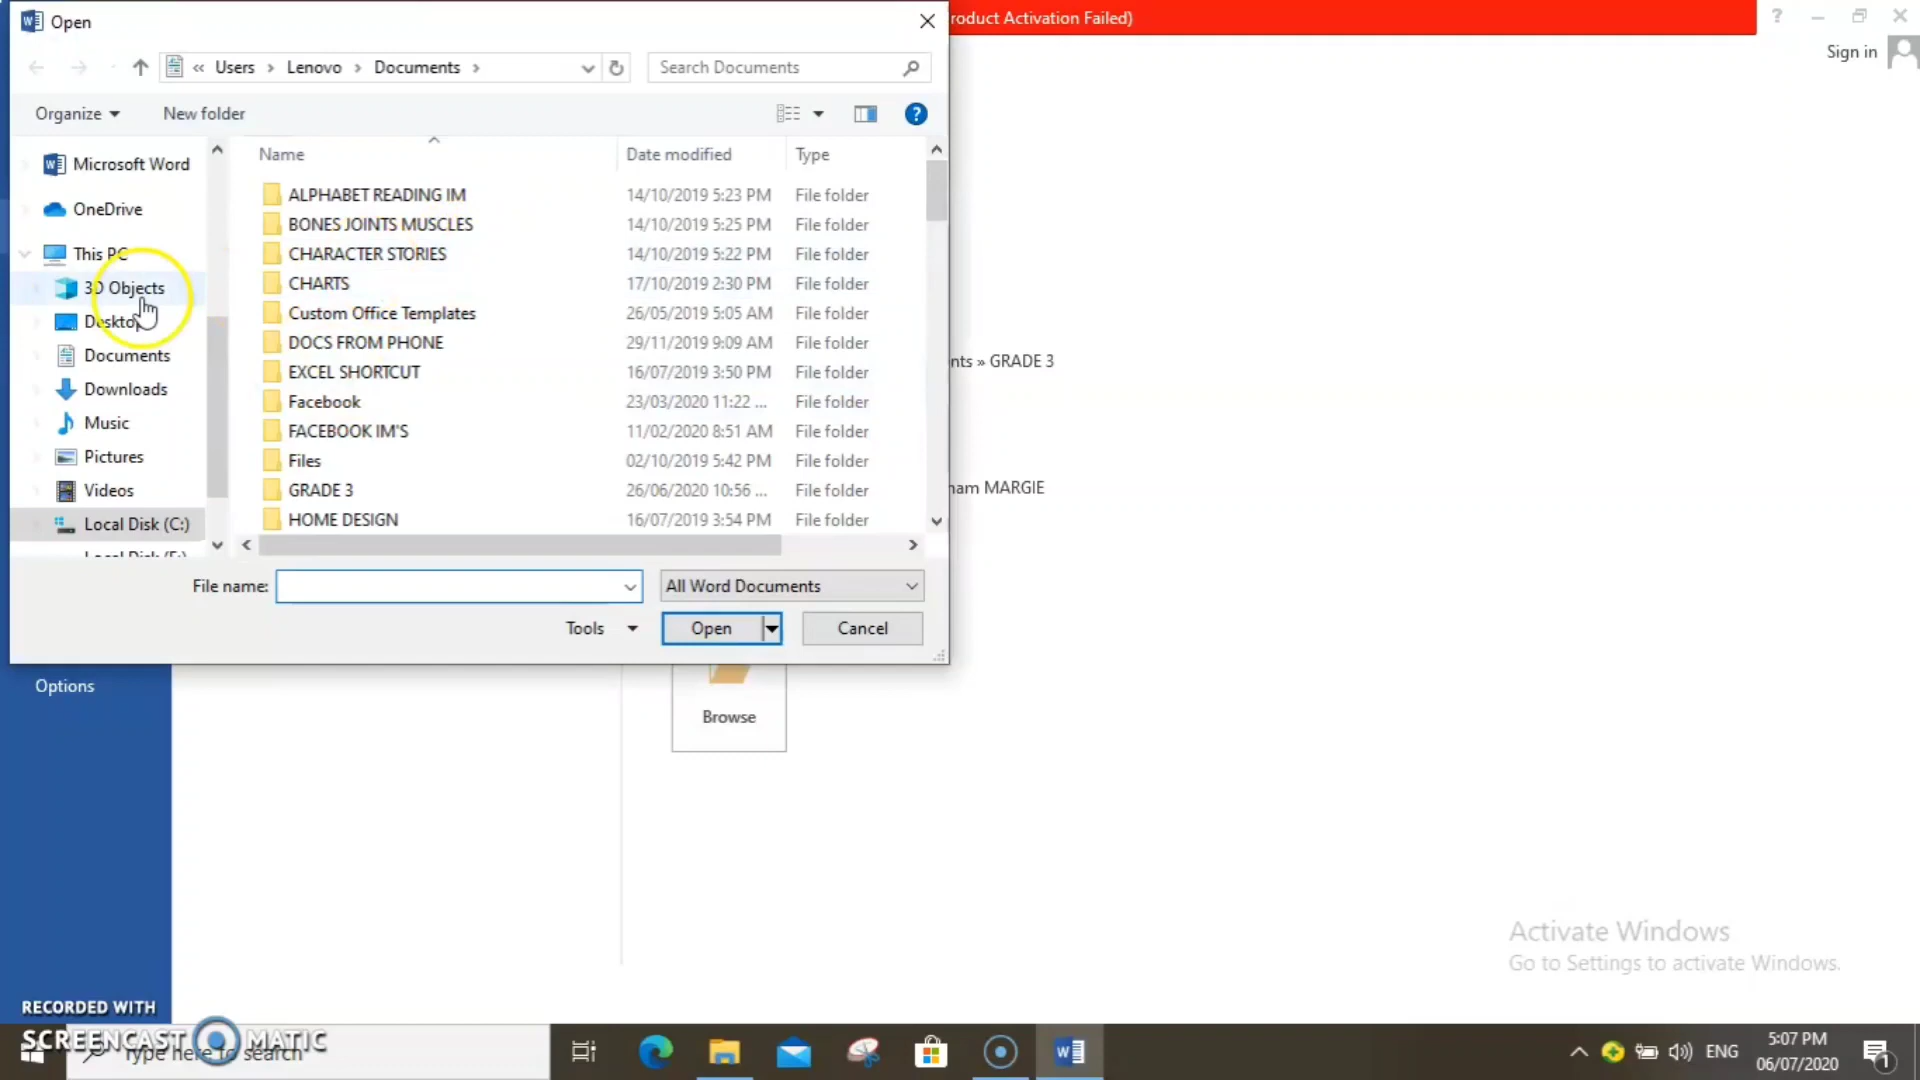 Open
roduct Activation Failed)
Sign in
« Users > Lenovo > Documents >
Search Documents
Organize
New folder
Microsoft Word
OneDrive
This PC
3D Objects
Desktop
Documents
Downloads
Music
Pictures
Videos
Local Disk (C:)
Local Disk
Name Date modified Type
ALPHABET READING IM 14/10/2019 5:23 PM File folder
BONES JOINTS MUSCLES 14/10/2019 5:25 PM File folder
CHARACTER STORIES 14/10/2019 5:22 PM File folder
CHARTS 17/10/2019 2:30 PM File folder
Custom Office Templates 26/05/2019 5:05 AM File folder
DOCS FROM PHONE 29/11/2019 9:09 AM File folder
EXCEL SHORTCUT 16/07/2019 3:50 PM File folder
Facebook 23/03/2020 11:22 ... File folder
FACEBOOK IM'S 11/02/2020 8:51 AM File folder
Files 02/10/2019 5:42 PM File folder
GRADE 3 26/06/2020 10:56 ... File folder
HOME DESIGN 16/07/2019 3:54 PM File folder
nts » GRADE 3
ham MARGIE
File name:
All Word Documents
Tools
Open
Cancel
Options
Browse
Activate Windows
Go to Settings to activate Windows.
RECORDED WITH
SCREENCAST MATIC
Type here to search
ENG
5:07 PM
06/07/2020
1